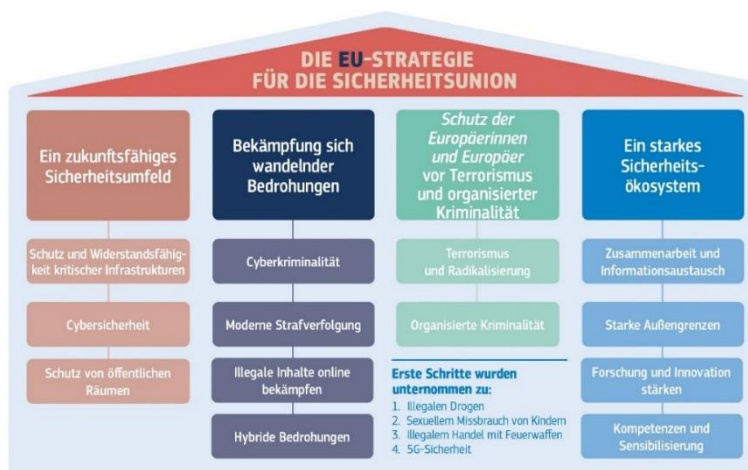 DIE EU-STRATEGIE
FÜR DIE SICHERHEITSUNION
Ein zukunftsfähiges
Sicherheitsumfeld
Schutz und Widerstandsfähig-
keit kritischer Infrastrukturen
Cybersicherheit
Schutz von öffentlichen
Räumen
Bekämpfung sich
wandelnder
Bedrohungen
Cyberkriminalität
Moderne Strafverfolgung
Illegale Inhalte online
bekämpfen
Hybride Bedrohungen
Schutz der
Europäerinnen
und Europäer
vor Terrorismus
und organisierter
Kriminalität
Terrorismus
und Radikalisierung
Organisierte Kriminalität
Erste Schritte wurden
unternommen zu:
1. Illegalen Drogen
2. Sexuellem Missbrauch von Kindern
3. Illegalem Handel mit Feuerwaffen
4. 5G-Sicherheit
Ein starkes
Sicherheits-
ökosystem
Zusammenarbeit und
Informationsaustausch
Starke Außengrenzen
Forschung und Innovation
stärken
Kompetenzen und
Sensibilisierung